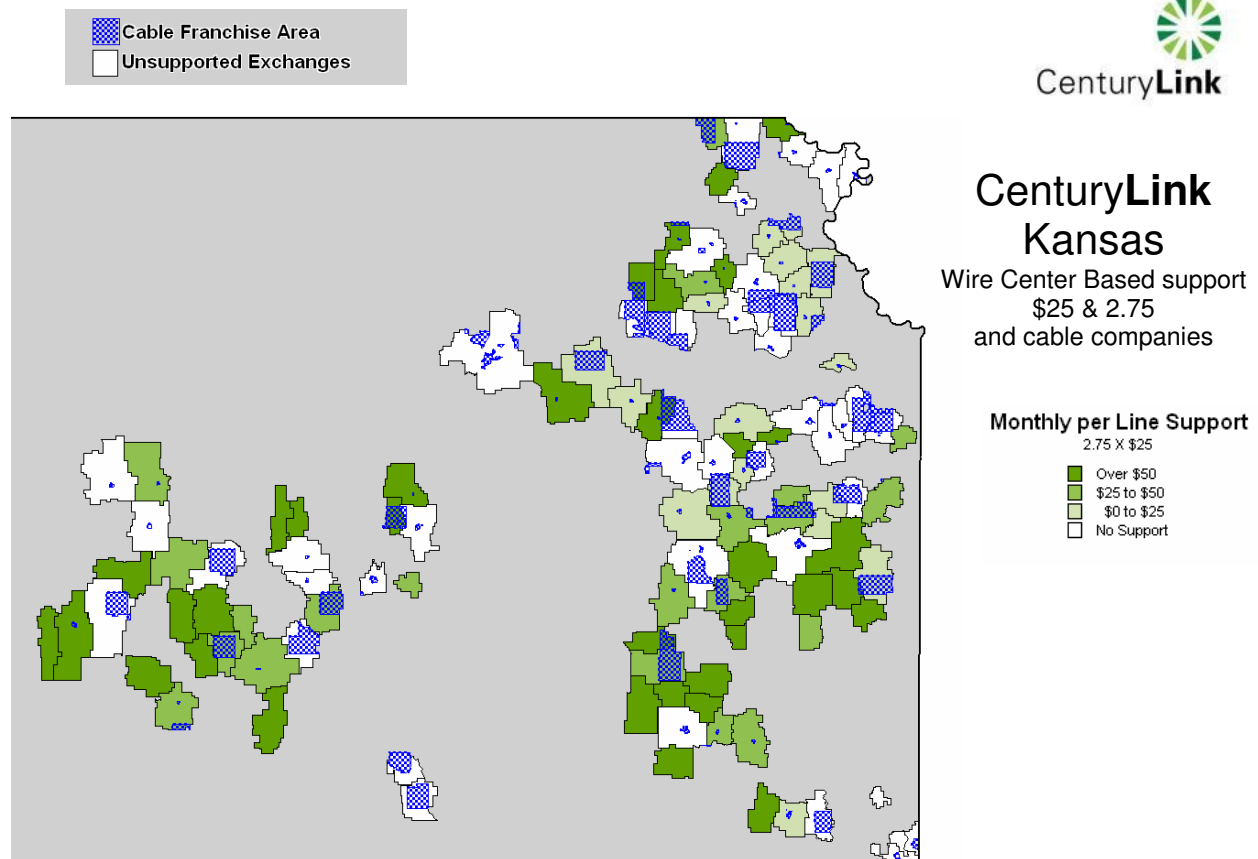 Cable Franchise Area
Unsupported Exchanges
CenturyLink
CenturyLink
Kansas
Wire Center Based support
$25 & 2.75
and cable companies
Monthly per Line Support
2.75 X $25
Over $50
$25 to $50
$0 to $25
No Support